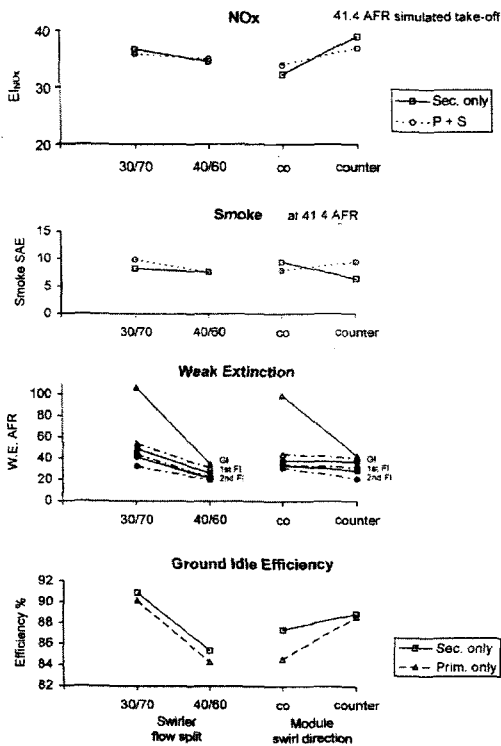 NOx 41.4 AFR simulated take-off
40
EINOx
30
20
Sec. only
P + S
30/70 40/60 co counter
Smoke at 41 4 AFR
15
Smoke SAE
10
5
0
30/70 40/60 co counter
Weak Extinction
100
W.E. AFR
80
60
40
20
0
GI
1st FI
2nd FI
GI
1st FI
2nd FI
30/70 40/60 co counter
Ground Idle Efficiency
92
Efficiency %
90
88
86
84
82
Sec. only
Prim. only
30/70 40/60 co counter
Swirler
flow split
Module
swirl direction